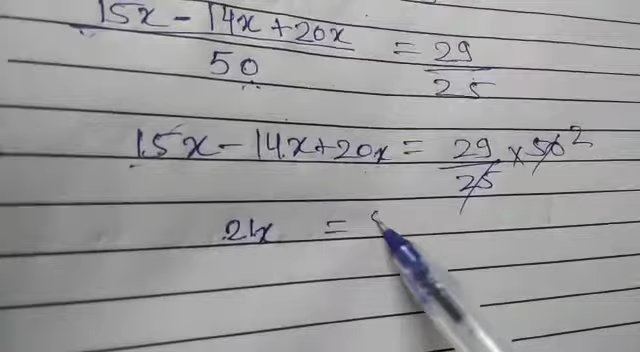 15x - 14x + 20x / 50 = 29 / 25
15x - 14x + 20x = 29 / 25 × 50 2
21x =